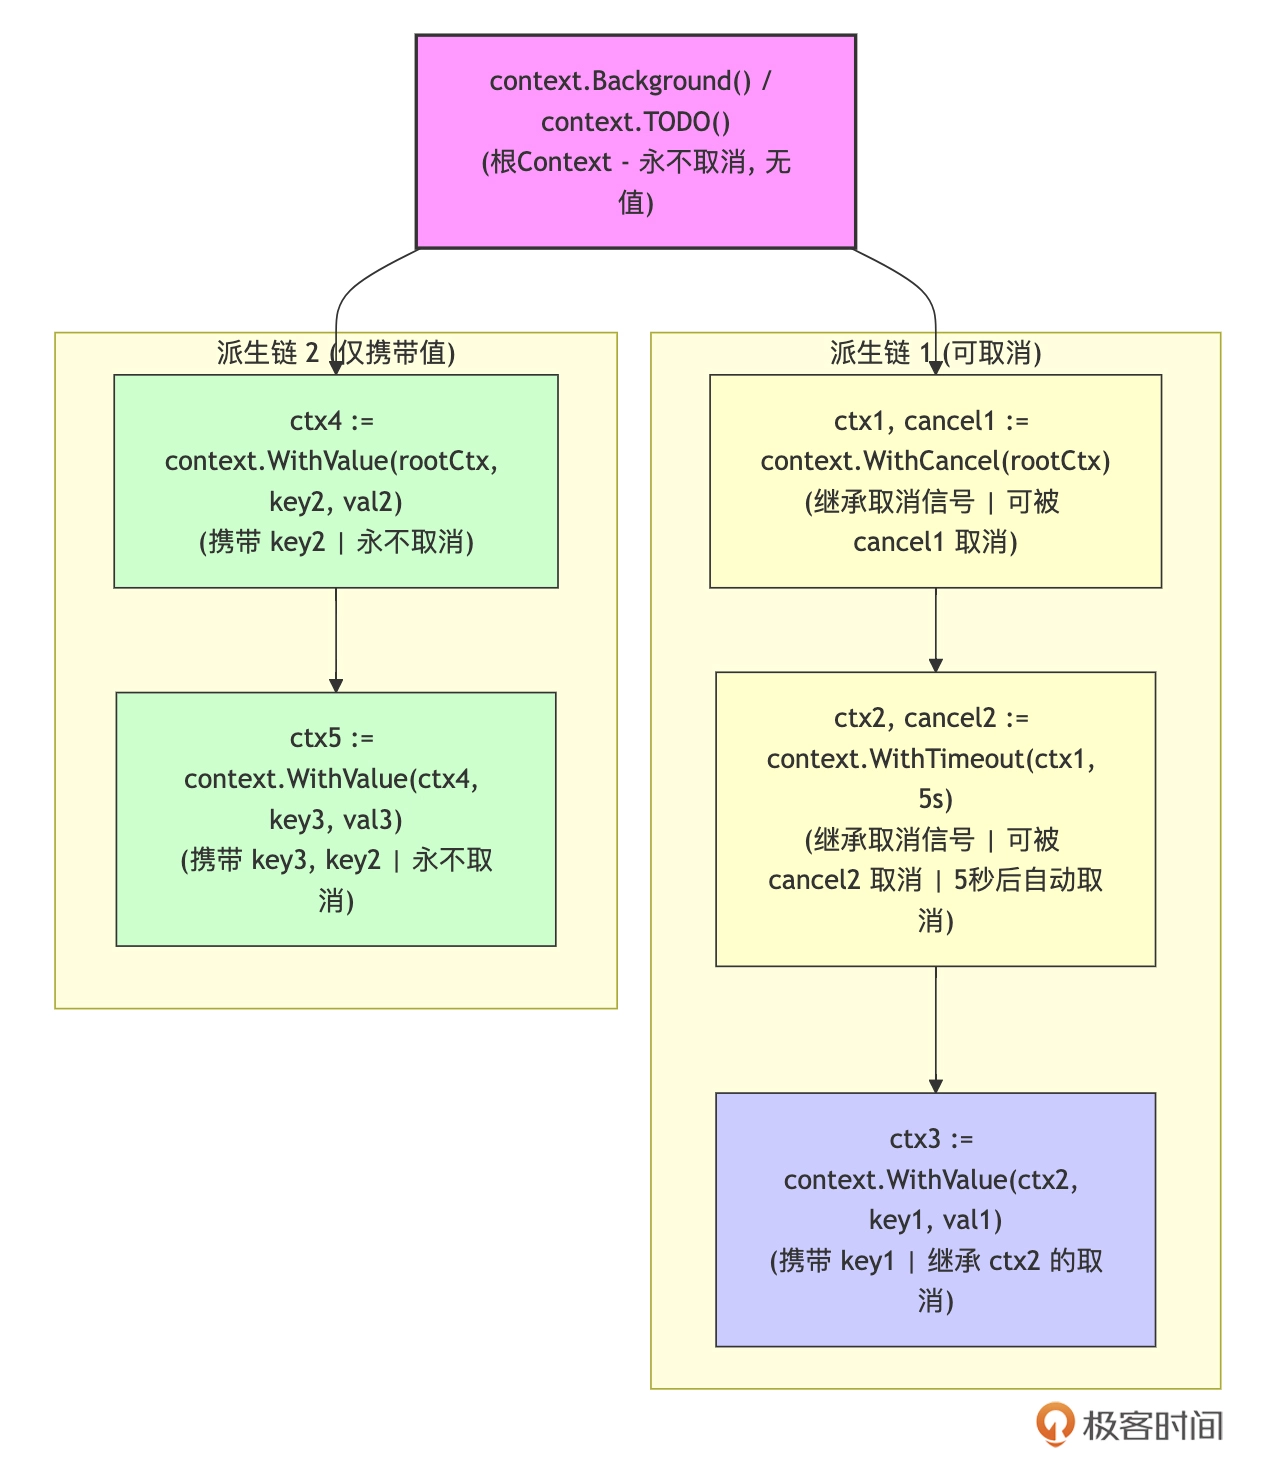 context.Background() /
context.TODO()
(根Context - 永不取消, 无
值)
派生链 2 (仅携带值)
ctx4 :=
context.WithValue(rootCtx,
key2, val2)
(携带 key2 | 永不取消)
ctx5 :=
context.WithValue(ctx4,
key3, val3)
(携带 key3, key2 | 永不取
消)
派生链 1 (可取消)
ctx1, cancel1 :=
context.WithCancel(rootCtx)
(继承取消信号 | 可被
cancel1 取消)
ctx2, cancel2 :=
context.WithTimeout(ctx1,
5s)
(继承取消信号 | 可被
cancel2 取消 | 5秒后自动取
消)
ctx3 :=
context.WithValue(ctx2,
key1, val1)
(携带 key1 | 继承 ctx2 的取
消)
极客时间